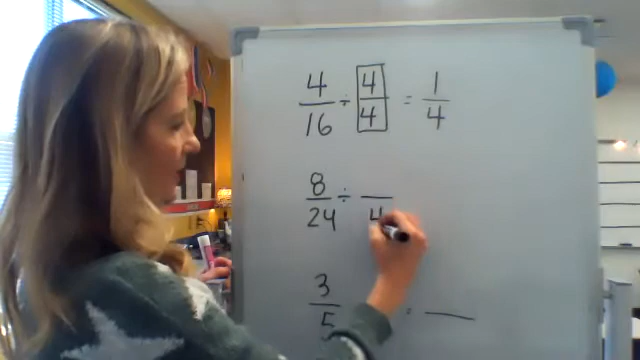 4/16 ÷ 4/4 = 1/4
8/24 ÷ /4
3/5 =